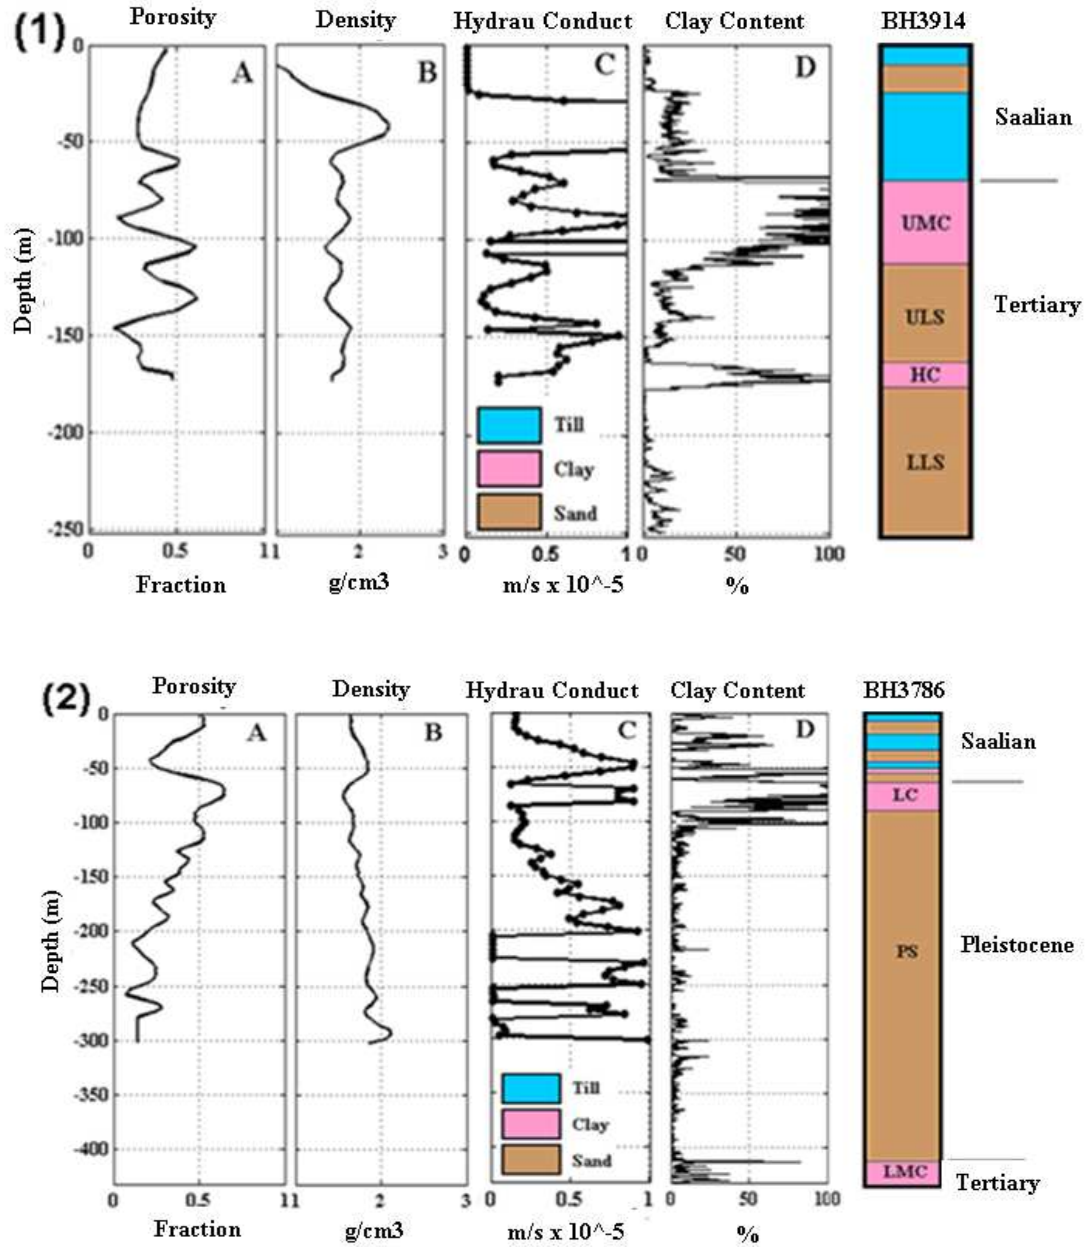 (1) Porosity Density Hydrau Conduct Clay Content BH3914
0 A B C D
Saalian
-50
Depth (m) -100 UMC
Tertiary
ULS
-150
HC
-200 Till
Clay LLS
Sand
-250
0 0.5 1 1 2 3 0 0.5 1 0 50 100
Fraction g/cm3 m/s x 10^-5 %
(2) Porosity Density Hydrau Conduct Clay Content BH3786
0 A B C D
Saalian
-50
LC
-100
-150
Depth (m) -200 PS Pleistocene
-250
-300
-350 Till
Clay
-400 Sand
LMC Tertiary
0 0.5 1 1 2 3 0 0.5 1 0 50 100
Fraction g/cm3 m/s x 10^-5 %